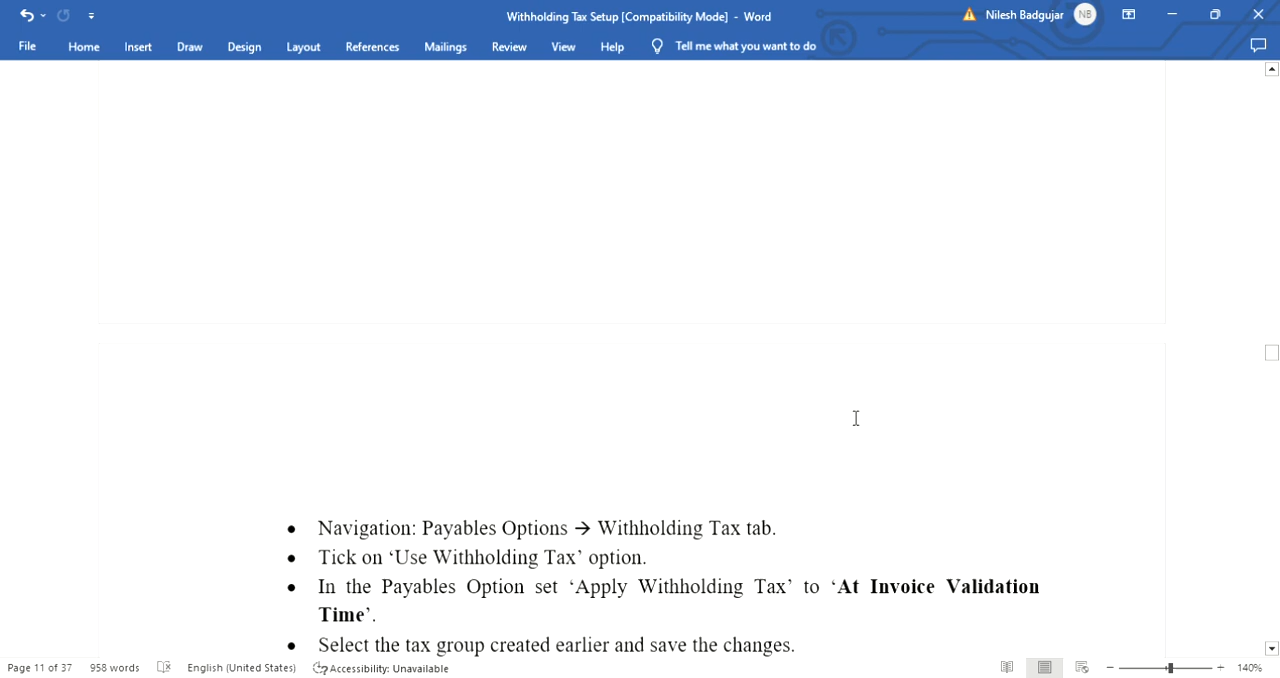 Withholding Tax Setup [Compatibility Mode] - Word
Nilesh Badgujar NB
File Home Insert Draw Design Layout References Mailings Review View Help Tell me what you want to do
• Navigation: Payables Options → Withholding Tax tab.
• Tick on ‘Use Withholding Tax’ option.
• In the Payables Option set ‘Apply Withholding Tax’ to ‘At Invoice Validation
Time’.
• Select the tax group created earlier and save the changes.
Page 11 of 37 958 words English (United States) Accessibility: Unavailable 140%